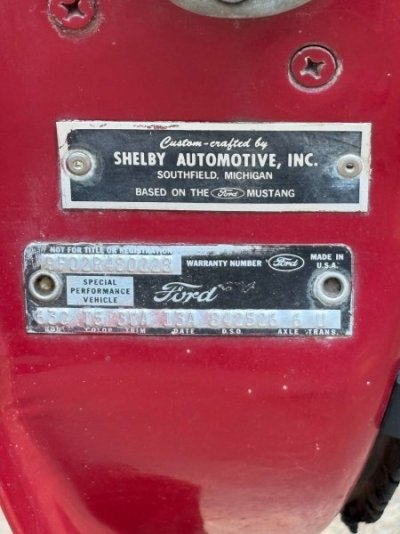 Custom-crafted by
SHELBY AUTOMOTIVE, INC.
SOUTHFIELD, MICHIGAN
BASED ON THE Ford MUSTANG
NOT FOR TITLE OR REGISTRATION
WARRANTY NUMBER Ford MADE IN U.S.A.
SPECIAL PERFORMANCE VEHICLE
Ford
COLOR TRIM DATE D.S.O. AXLE TRANS.